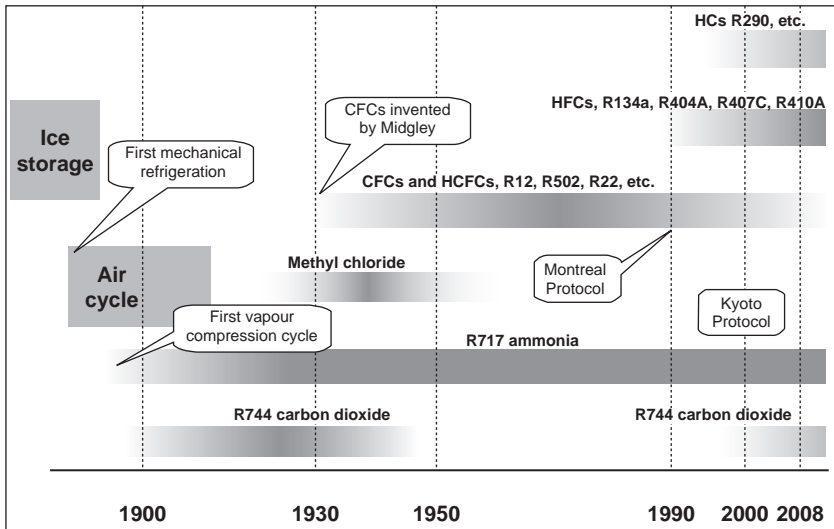 HCs R290, etc.
HFCs, R134a, R404A, R407C, R410A
CFCs invented
by Midgley
Ice
storage
First mechanical
refrigeration
CFCs and HCFCs, R12, R502, R22, etc.
Air
cycle
Methyl chloride
Montreal
Protocol
Kyoto
Protocol
First vapour
compression cycle
R717 ammonia
R744 carbon dioxide
R744 carbon dioxide
1900 1930 1950 1990 2000 2008